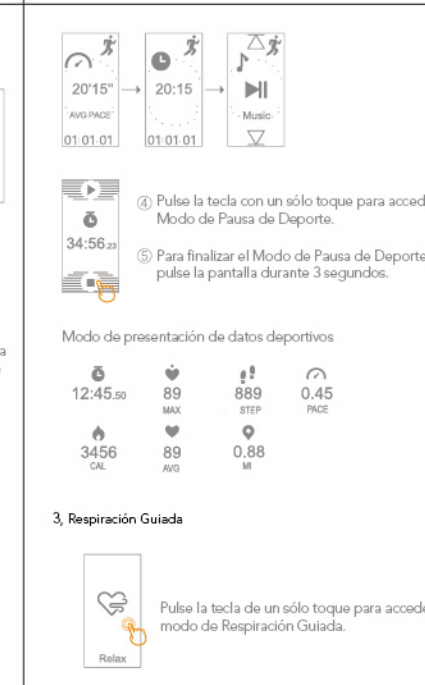 20'15"
AVG PACE
01:01:01
20:15
01:01:01
Music
④ Pulse la tecla con un sólo toque para acced
Modo de Pausa de Deporte.
34:56.23
⑤ Para finalizar el Modo de Pausa de Deporte
pulse la pantalla durante 3 segundos.
a
Modo de presentación de datos deportivos
12:45.50
89
MAX
889
STEP
0.45
PACE
3456
CAL
89
AVG
0.88
MI
3, Respiración Guiada
Pulse la tecla de un sólo toque para accede
modo de Respiración Guiada.
Relax